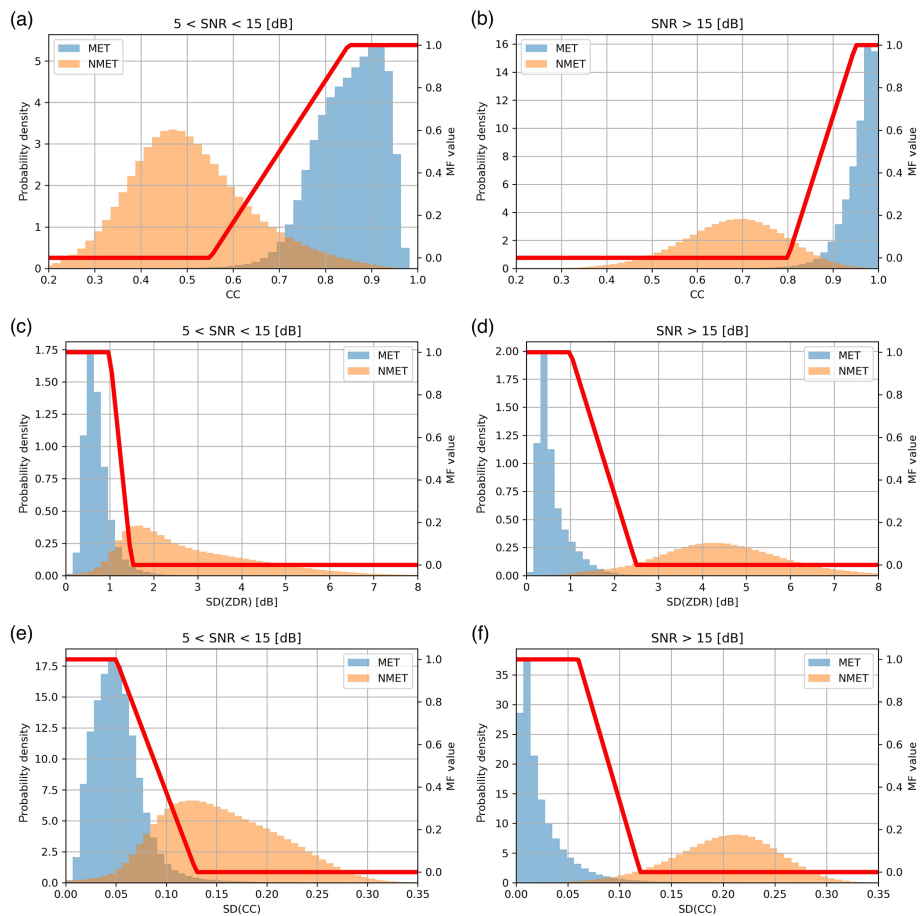 (a)
5 < SNR < 15 [dB]
MET
NMET
Probability density
MF value
0 1 2 3 4 5
0.0 0.2 0.4 0.6 0.8 1.0
0.2 0.3 0.4 0.5 0.6 0.7 0.8 0.9 1.0
CC
(b)
SNR > 15 [dB]
MET
NMET
Probability density
MF value
0 2 4 6 8 10 12 14 16
0.0 0.2 0.4 0.6 0.8 1.0
0.2 0.3 0.4 0.5 0.6 0.7 0.8 0.9 1.0
CC
(c)
5 < SNR < 15 [dB]
MET
NMET
Probability density
MF value
0.00 0.25 0.50 0.75 1.00 1.25 1.50 1.75
0.0 0.2 0.4 0.6 0.8 1.0
0 1 2 3 4 5 6 7 8
SD(ZDR) [dB]
(d)
SNR > 15 [dB]
MET
NMET
Probability density
MF value
0.00 0.25 0.50 0.75 1.00 1.25 1.50 1.75 2.00
0.0 0.2 0.4 0.6 0.8 1.0
0 1 2 3 4 5 6 7 8
SD(ZDR) [dB]
(e)
5 < SNR < 15 [dB]
MET
NMET
Probability density
MF value
0.0 2.5 5.0 7.5 10.0 12.5 15.0 17.5
0.0 0.2 0.4 0.6 0.8 1.0
0.00 0.05 0.10 0.15 0.20 0.25 0.30 0.35
SD(CC)
(f)
SNR > 15 [dB]
MET
NMET
Probability density
MF value
0 5 10 15 20 25 30 35
0.0 0.2 0.4 0.6 0.8 1.0
0.00 0.05 0.10 0.15 0.20 0.25 0.30 0.35
SD(CC)